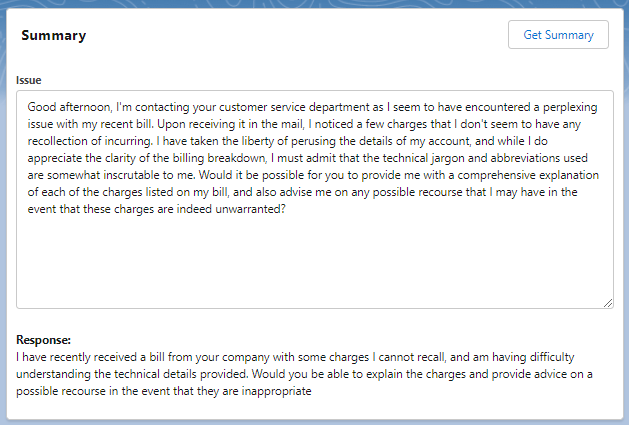 Summary
Get Summary
Issue
Good afternoon, I'm contacting your customer service department as I seem to have encountered a perplexing
issue with my recent bill. Upon receiving it in the mail, I noticed a few charges that I don't seem to have any
recollection of incurring. I have taken the liberty of perusing the details of my account, and while I do
appreciate the clarity of the billing breakdown, I must admit that the technical jargon and abbreviations used
are somewhat inscrutable to me. Would it be possible for you to provide me with a comprehensive explanation
of each of the charges listed on my bill, and also advise me on any possible recourse that I may have in the
event that these charges are indeed unwarranted?
Response:
I have recently received a bill from your company with some charges I cannot recall, and am having difficulty
understanding the technical details provided. Would you be able to explain the charges and provide advice on a
possible recourse in the event that they are inappropriate